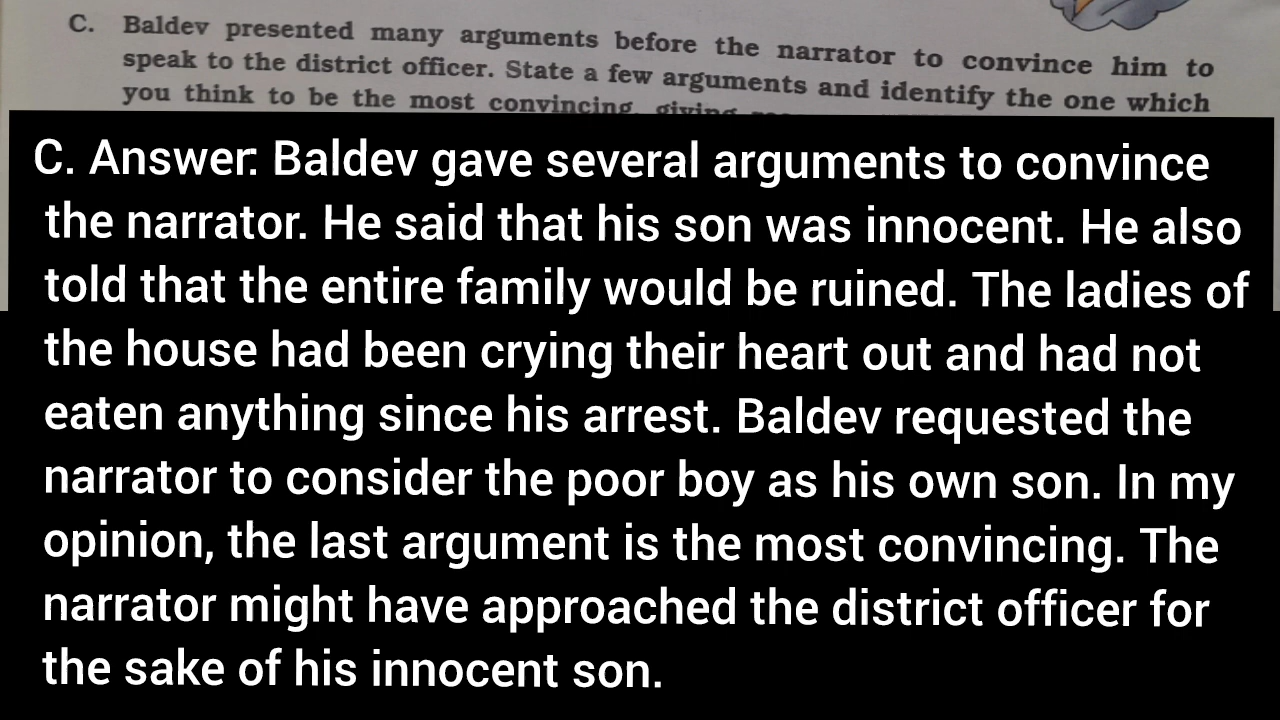 C. Baldev presented many arguments before the narrator to convince him to
speak to the district officer. State a few arguments and identify the one which
you think to be the most convincing, giving
C. Answer: Baldev gave several arguments to convince
the narrator. He said that his son was innocent. He also
told that the entire family would be ruined. The ladies of
the house had been crying their heart out and had not
eaten anything since his arrest. Baldev requested the
narrator to consider the poor boy as his own son. In my
opinion, the last argument is the most convincing. The
narrator might have approached the district officer for
the sake of his innocent son.